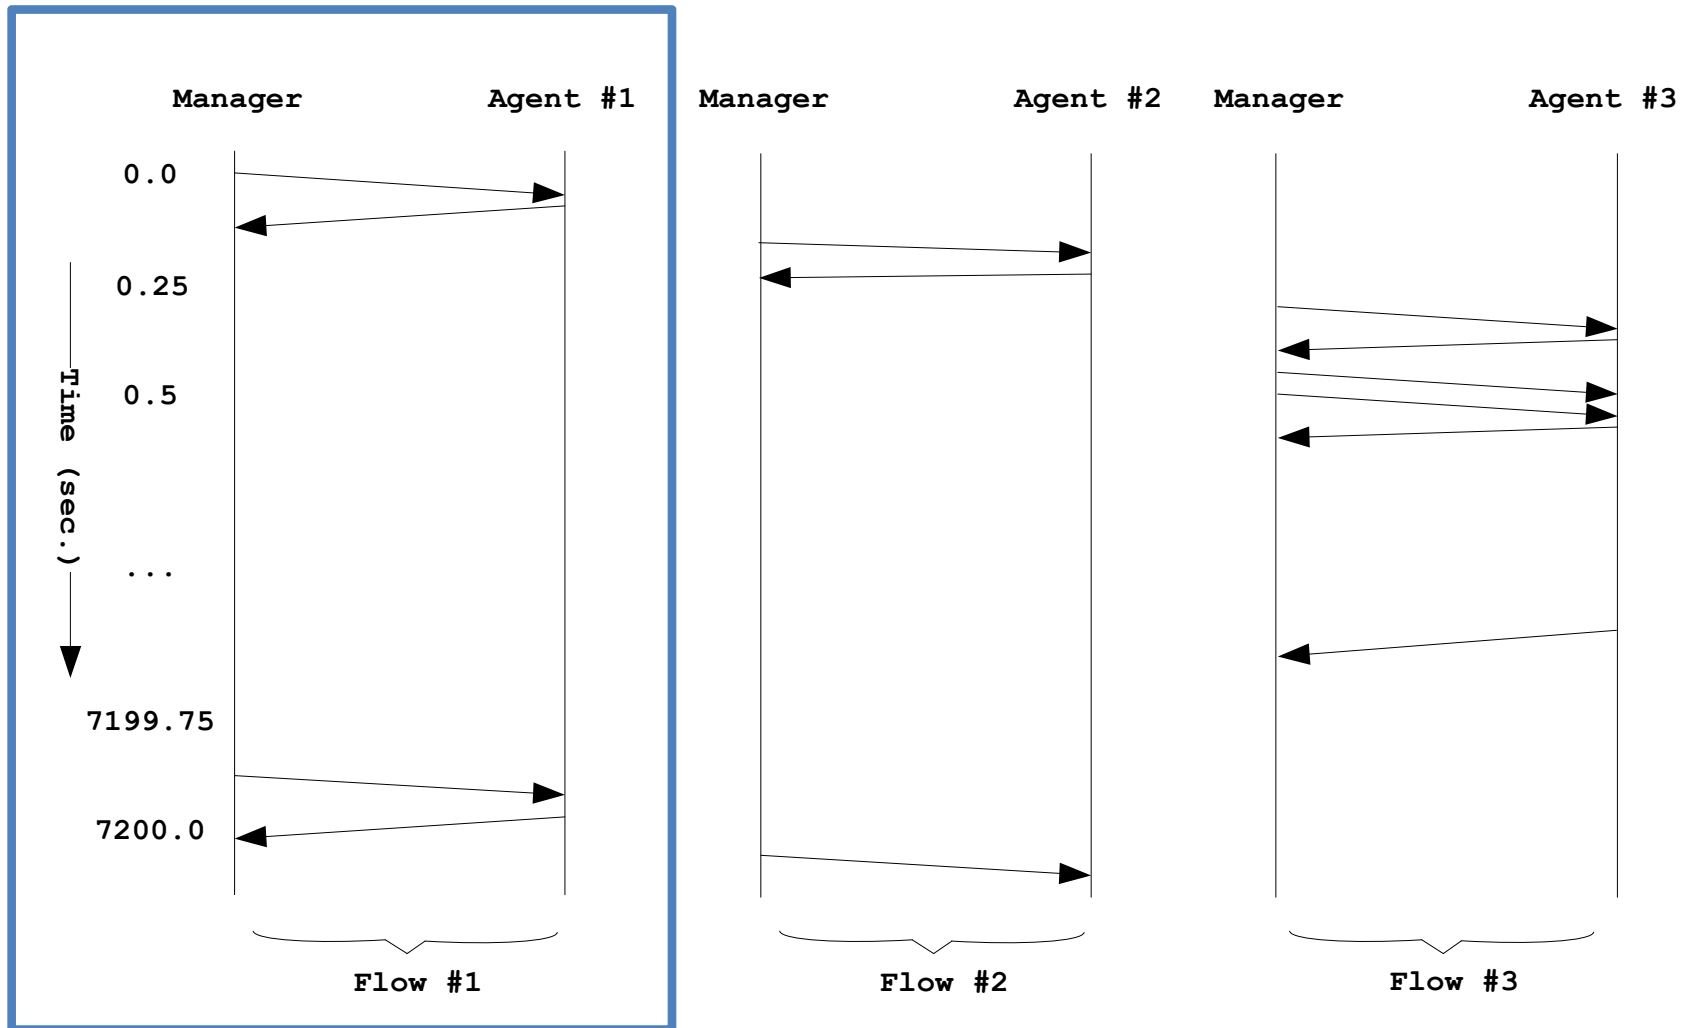 Manager Agent #1 Manager Agent #2 Manager Agent #3
0.0
0.25
0.5
Time (sec.)
...
7199.75
7200.0
Flow #1 Flow #2 Flow #3